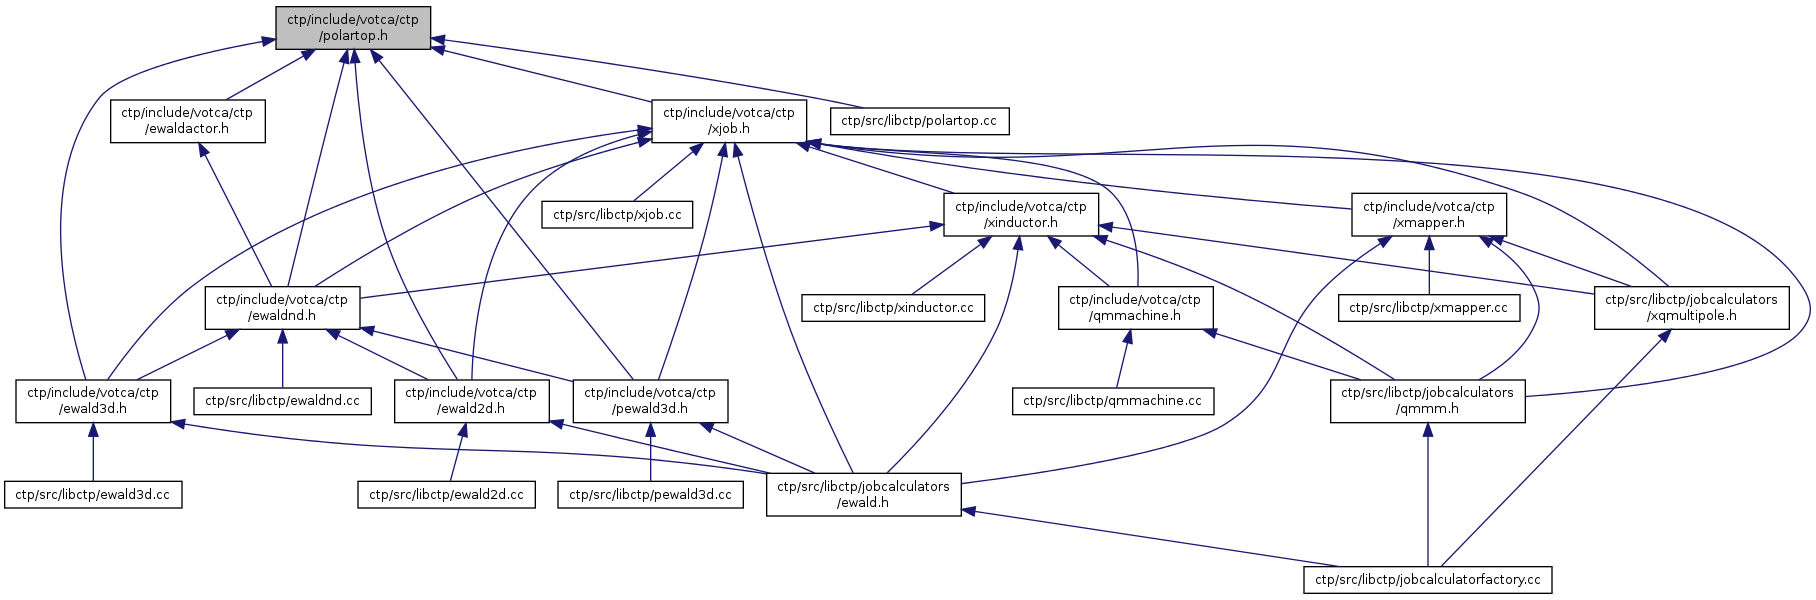 ctp/include/votca/ctp
/polartop.h
ctp/include/votca/ctp
/ewaldactor.h
ctp/include/votca/ctp
/xjob.h
ctp/src/libctp/polartop.cc
ctp/src/libctp/xjob.cc
ctp/include/votca/ctp
/xinductor.h
ctp/include/votca/ctp
/xmapper.h
ctp/include/votca/ctp
/ewaldnd.h
ctp/src/libctp/xinductor.cc
ctp/include/votca/ctp
/qmmachine.h
ctp/src/libctp/xmapper.cc
ctp/src/libctp/jobcalculators
/xqmultipole.h
ctp/include/votca/ctp
/ewald3d.h
ctp/src/libctp/ewaldnd.cc
ctp/include/votca/ctp
/ewald2d.h
ctp/include/votca/ctp
/pewald3d.h
ctp/src/libctp/qmmachine.cc
ctp/src/libctp/jobcalculators
/qmmm.h
ctp/src/libctp/ewald3d.cc
ctp/src/libctp/ewald2d.cc
ctp/src/libctp/pewald3d.cc
ctp/src/libctp/jobcalculators
/ewald.h
ctp/src/libctp/jobcalculatorfactory.cc